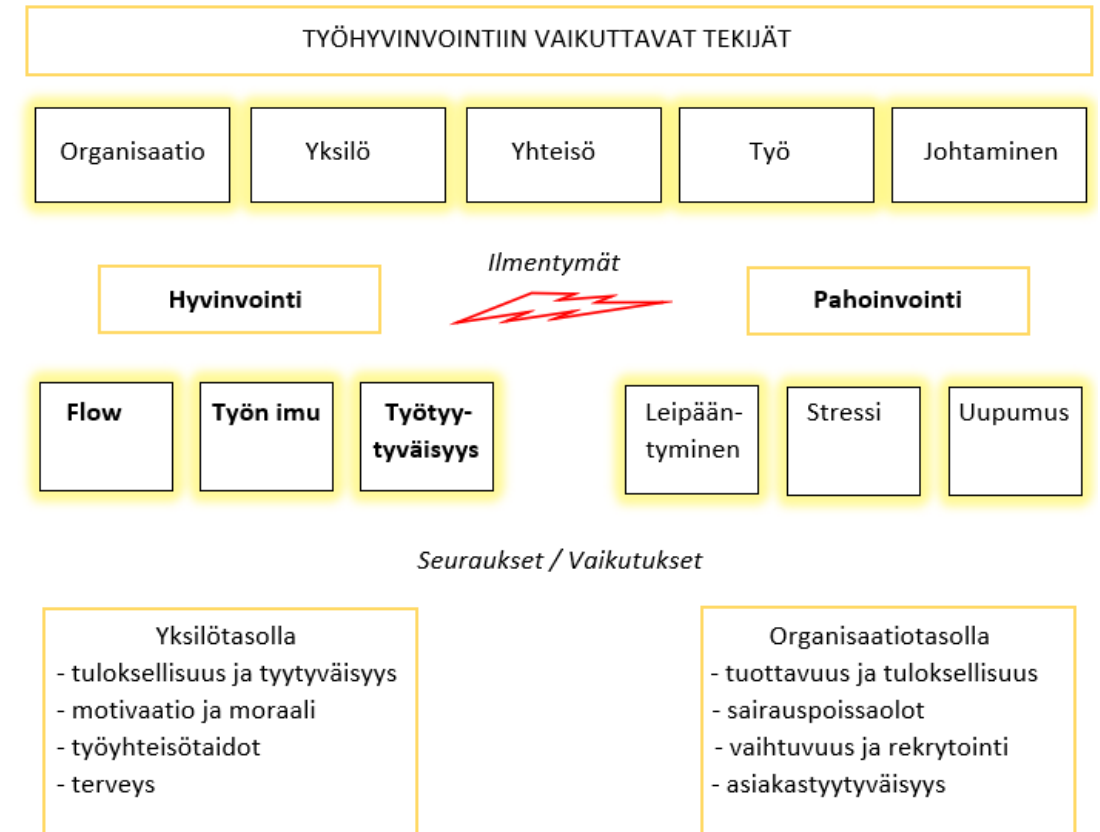 TYÖHYVINVOINTIIN VAIKUTTAVAT TEKIJÄT
Organisaatio
Yksilö
Yhteisö
Työ
Johtaminen
Ilmentymät
Hyvinvointi
Pahoinvointi
Flow
Työn imu
Työtyy-
tyväisyys
Leipään-
tyminen
Stressi
Uupumus
Seuraukset / Vaikutukset
Yksilötasolla
- tuloksellisuus ja tyytyväisyys
- motivaatio ja moraali
- työyhteisötaidot
- terveys
Organisaatiotasolla
- tuottavuus ja tuloksellisuus
- sairauspoissaolot
- vaihtuvuus ja rekrytointi
- asiakastyytyväisyys